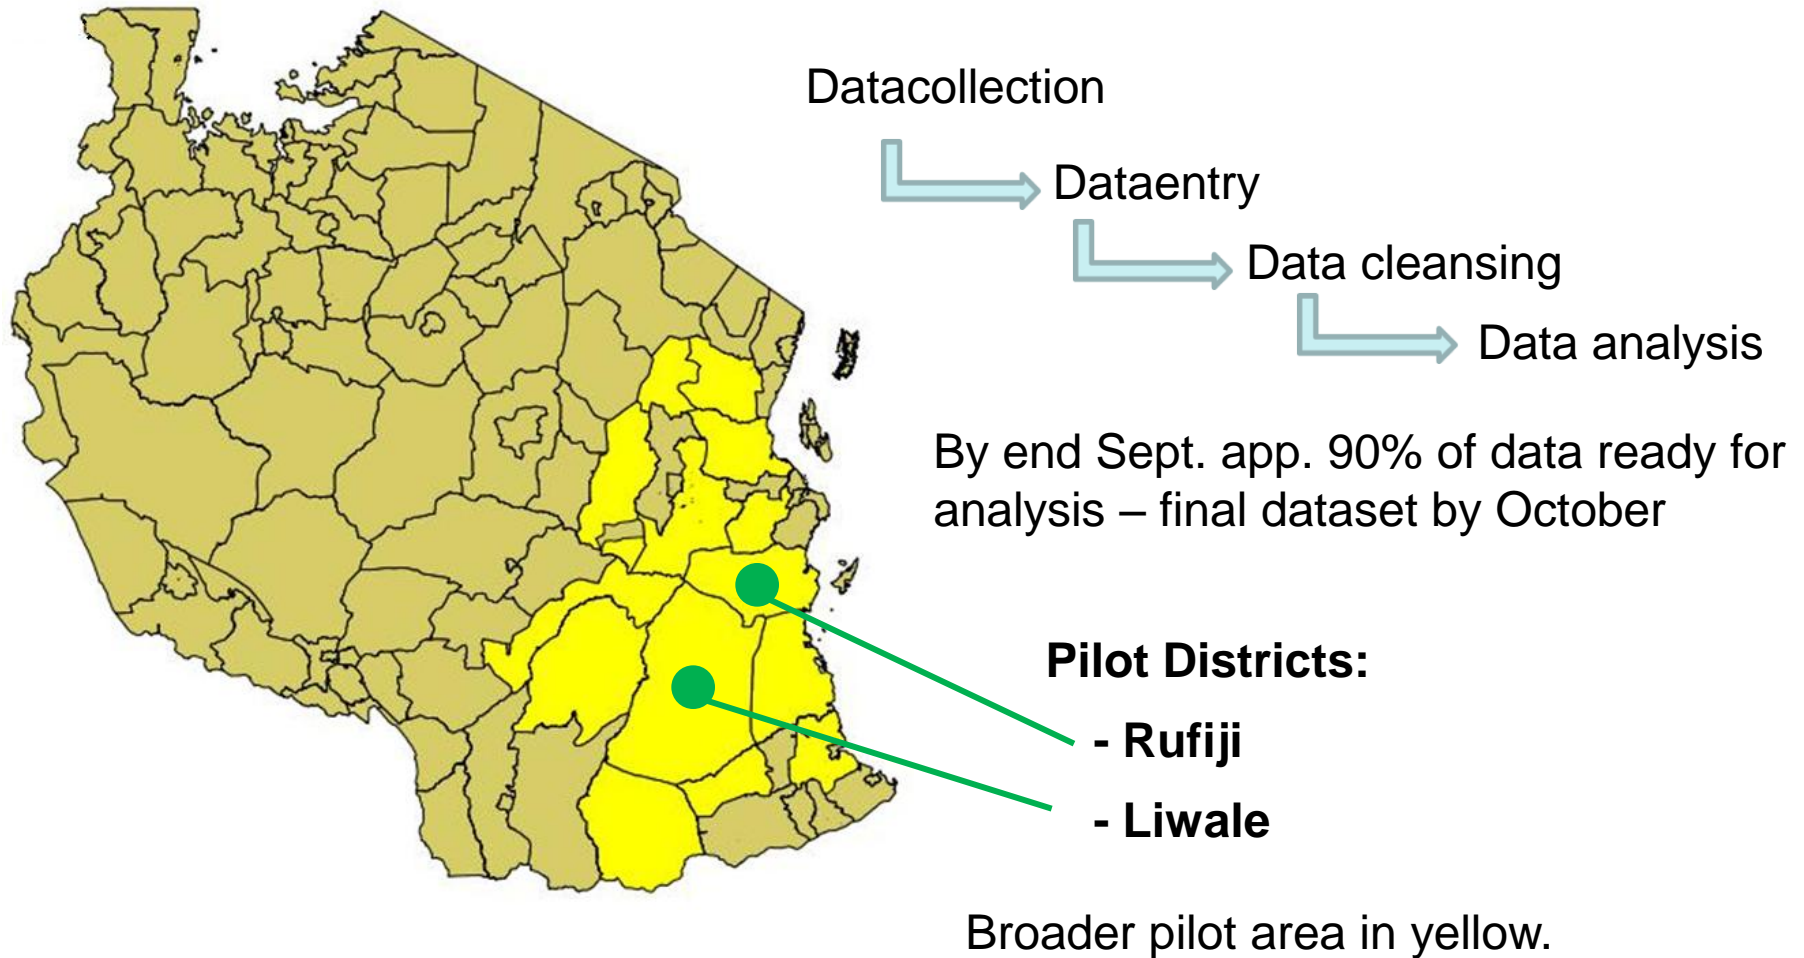 Datacollection
Dataentry
Data cleansing
Data analysis
By end Sept. app. 90% of data ready for
analysis – final dataset by October
Pilot Districts:
- Rufiji
- Liwale
Broader pilot area in yellow.